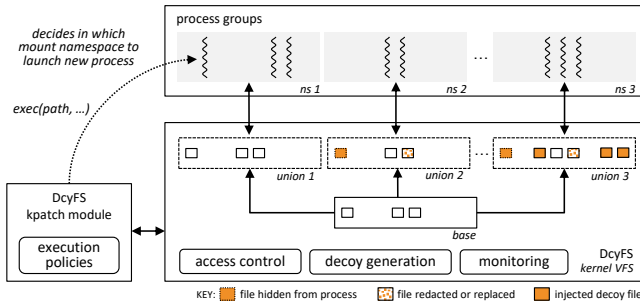 process groups
decides in which
mount namespace to
launch new process
exec(path, ...)
ns 1
ns 2
...
ns 3
union 1
union 2
...
union 3
base
DcyFS
kpatch module
execution
policies
access control
decoy generation
monitoring
DcyFS
kernel VFS
KEY: file hidden from process file redacted or replaced injected decoy file